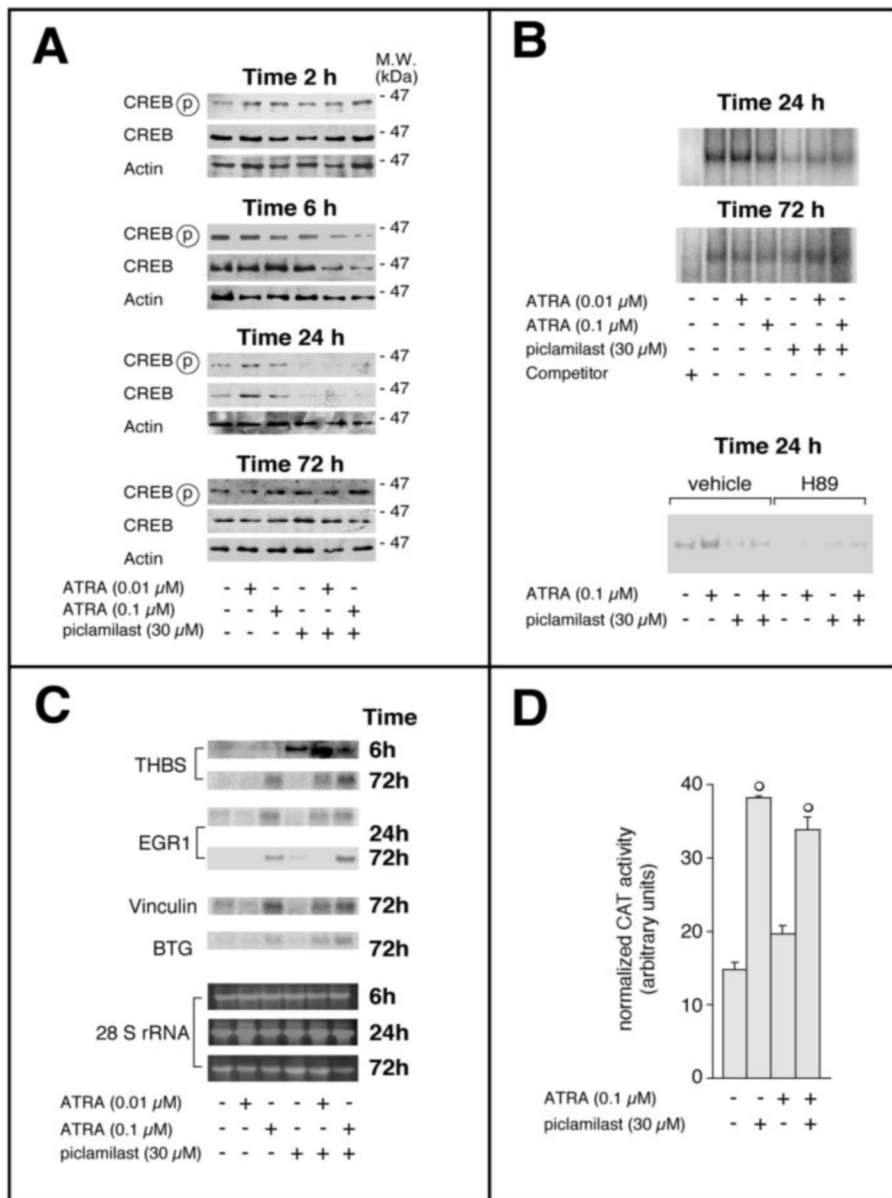 A
M.W.
(kDa)
Time 2 h
CREB p - 47
CREB - 47
Actin - 47
Time 6 h
CREB p - 47
CREB - 47
Actin - 47
Time 24 h
CREB p - 47
CREB - 47
Actin - 47
Time 72 h
CREB p - 47
CREB - 47
Actin - 47
ATRA (0.01 µM) - + - - + -
ATRA (0.1 µM) - - + - - +
piclamilast (30 µM) - - - + + +
B
Time 24 h
Time 72 h
ATRA (0.01 µM) - - + - - + -
ATRA (0.1 µM) - - - + - - +
piclamilast (30 µM) - - - - + + +
Competitor + - - - - - -
Time 24 h
vehicle H89
ATRA (0.1 µM) - + - + - + - +
piclamilast (30 µM) - - + + - - + +
C
Time
THBS 6h
72h
EGR1 24h
72h
Vinculin 72h
BTG 72h
28 S rRNA 6h
24h
72h
ATRA (0.01 µM) - + - - + -
ATRA (0.1 µM) - - + - - +
piclamilast (30 µM) - - - + + +
D
normalized CAT activity
(arbitrary units)
40
30
20
10
0
ATRA (0.1 µM) - - + +
piclamilast (30 µM) - + - +